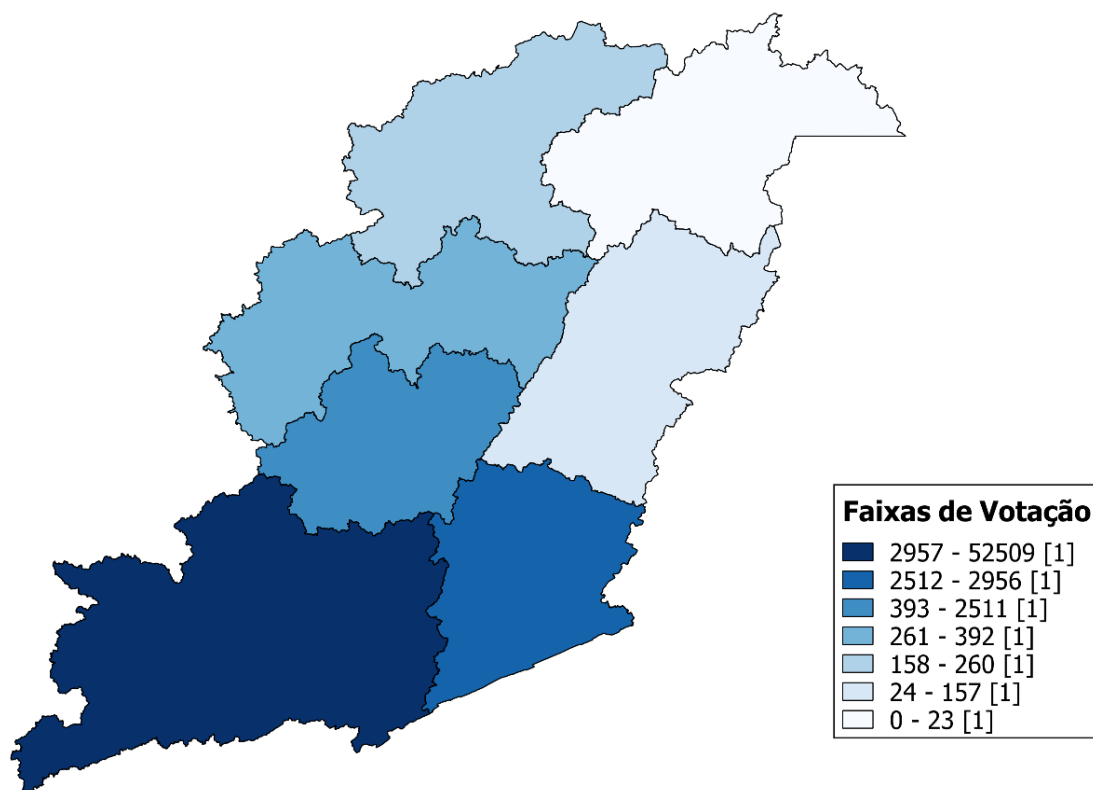 Faixas de Votação
2957 - 52509 [1]
2512 - 2956 [1]
393 - 2511 [1]
261 - 392 [1]
158 - 260 [1]
24 - 157 [1]
0 - 23 [1]